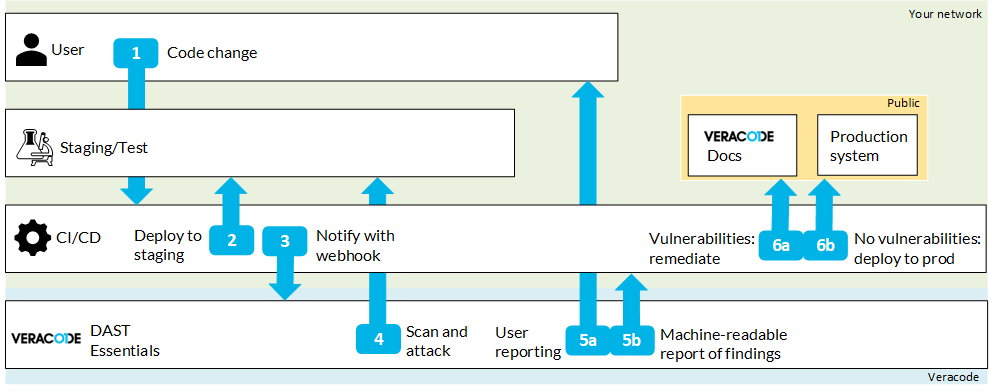 Your network
User
1
Code change
Public
VERACODE
Docs
Production
system
Staging/Test
CI/CD
Deploy to
staging
2
3
Notify with
webhook
Vulnerabilities:
remediate
6a
6b
No vulnerabilities:
deploy to prod
VERACODE
DAST
Essentials
4
Scan and
attack
User
reporting
5a
5b
Machine-readable
report of findings
Veracode